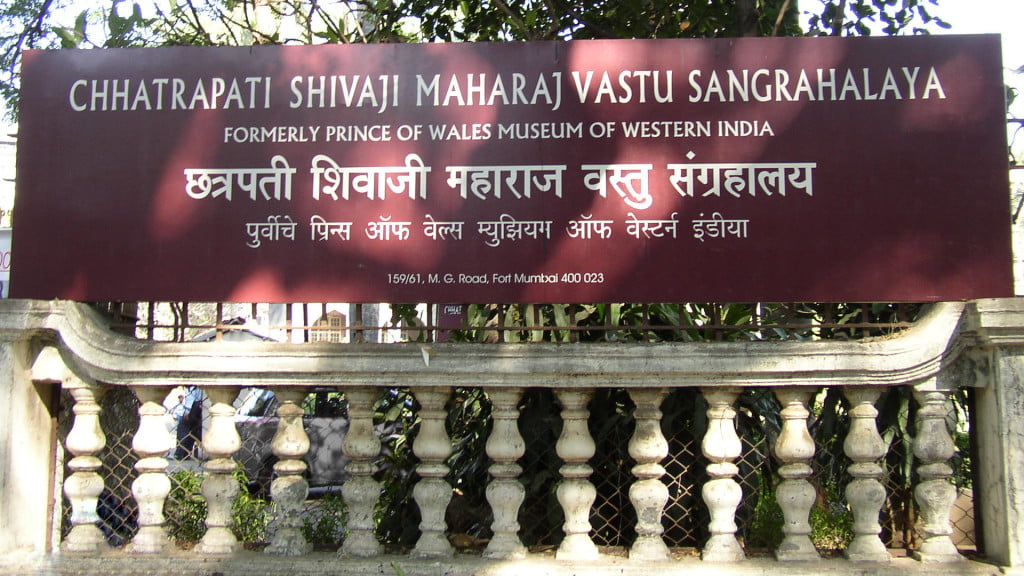 CHHATRAPATI SHIVAJI MAHARAJ VASTU SANGRAHALAYA
FORMERLY PRINCE OF WALES MUSEUM OF WESTERN INDIA
छत्रपती शिवाजी महाराज वस्तु संग्रहालय
पुर्वीचे प्रिन्स ऑफ वेल्स म्युझियम ऑफ वेस्टर्न इंडीया
159/61, M. G. Road, Fort Mumbai 400 023